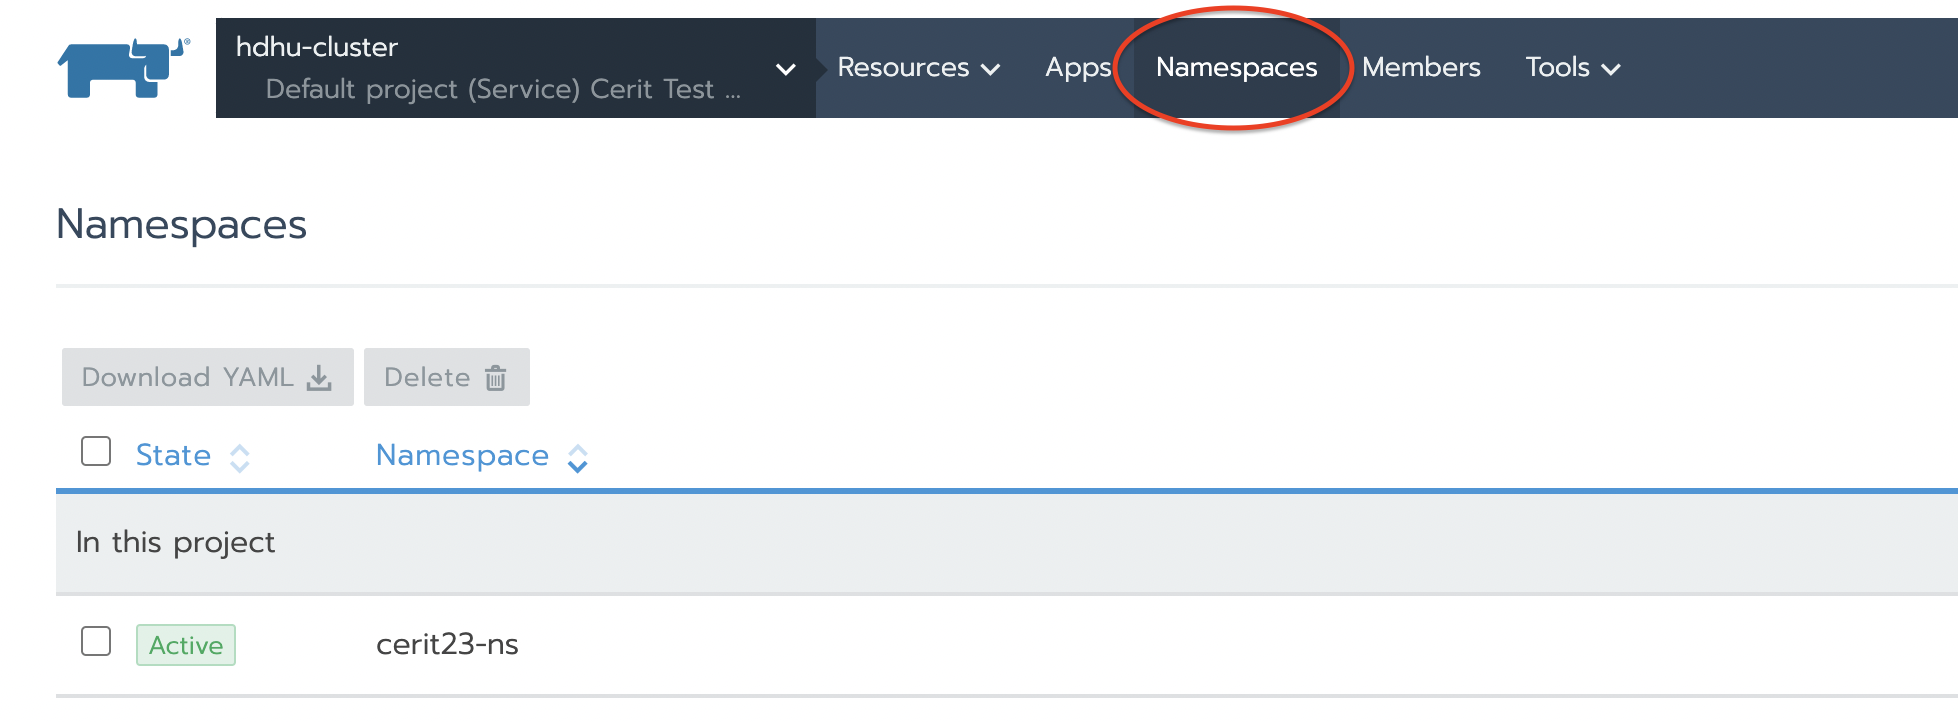 hdhu-cluster
Default project (Service) Cerit Test ...
Resources Apps Namespaces Members Tools
Namespaces
Download YAML Delete
State Namespace
In this project
Active cerit23-ns